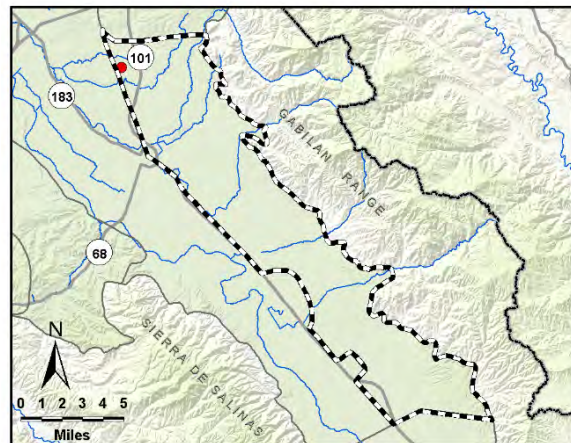 101
183
GABILAN RANGE
68
SIERRA DE SALINAS
N
0 1 2 3 4 5
Miles